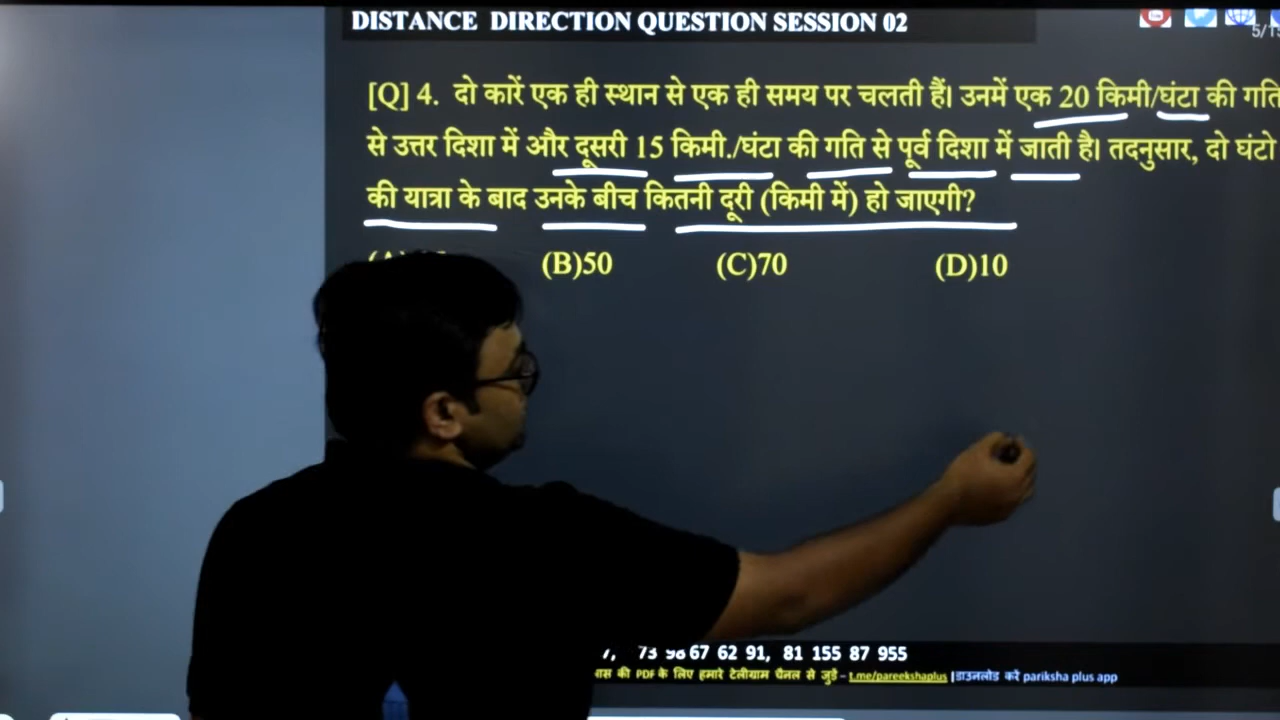 DISTANCE DIRECTION QUESTION SESSION 02
[Q] 4. दो कारें एक ही स्थान से एक ही समय पर चलती हैं। उनमें एक 20 किमी/घंटा की गति
से उत्तर दिशा में और दूसरी 15 किमी./घंटा की गति से पूर्व दिशा में जाती है। तदनुसार, दो घंटो
की यात्रा के बाद उनके बीच कितनी दूरी (किमी में) हो जाएगी?
(B)50 (C)70 (D)10
67 62 91, 81 155 87 955
की PDF के लिए हमारे टेलीग्राम चैनल से जुड़ें – t.me/pareekshaplus |डाउनलोड करें pariksha plus app